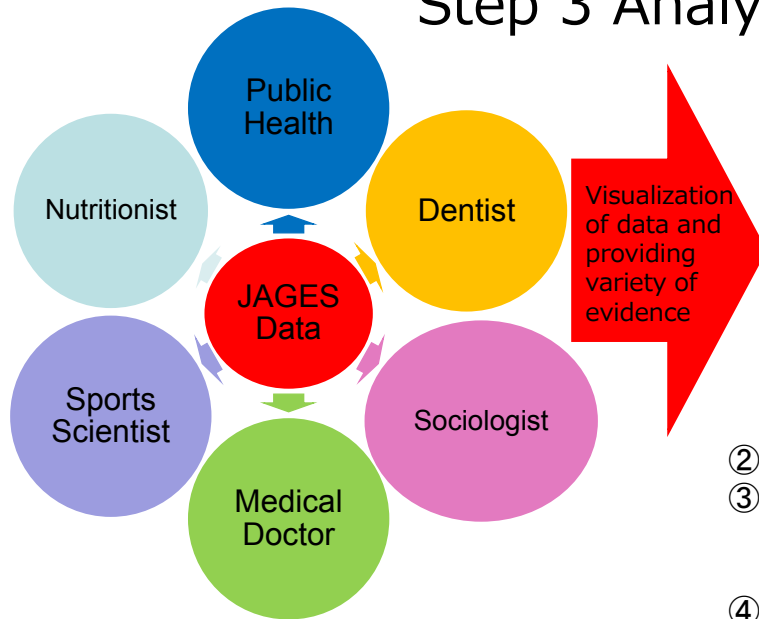 Step 3 Analy
Public
Health
Nutritionist
Dentist
Visualization
of data and
providing
variety of
evidence
JAGES
Data
Sports
Scientist
Sociologist
Medical
Doctor
②
③
④